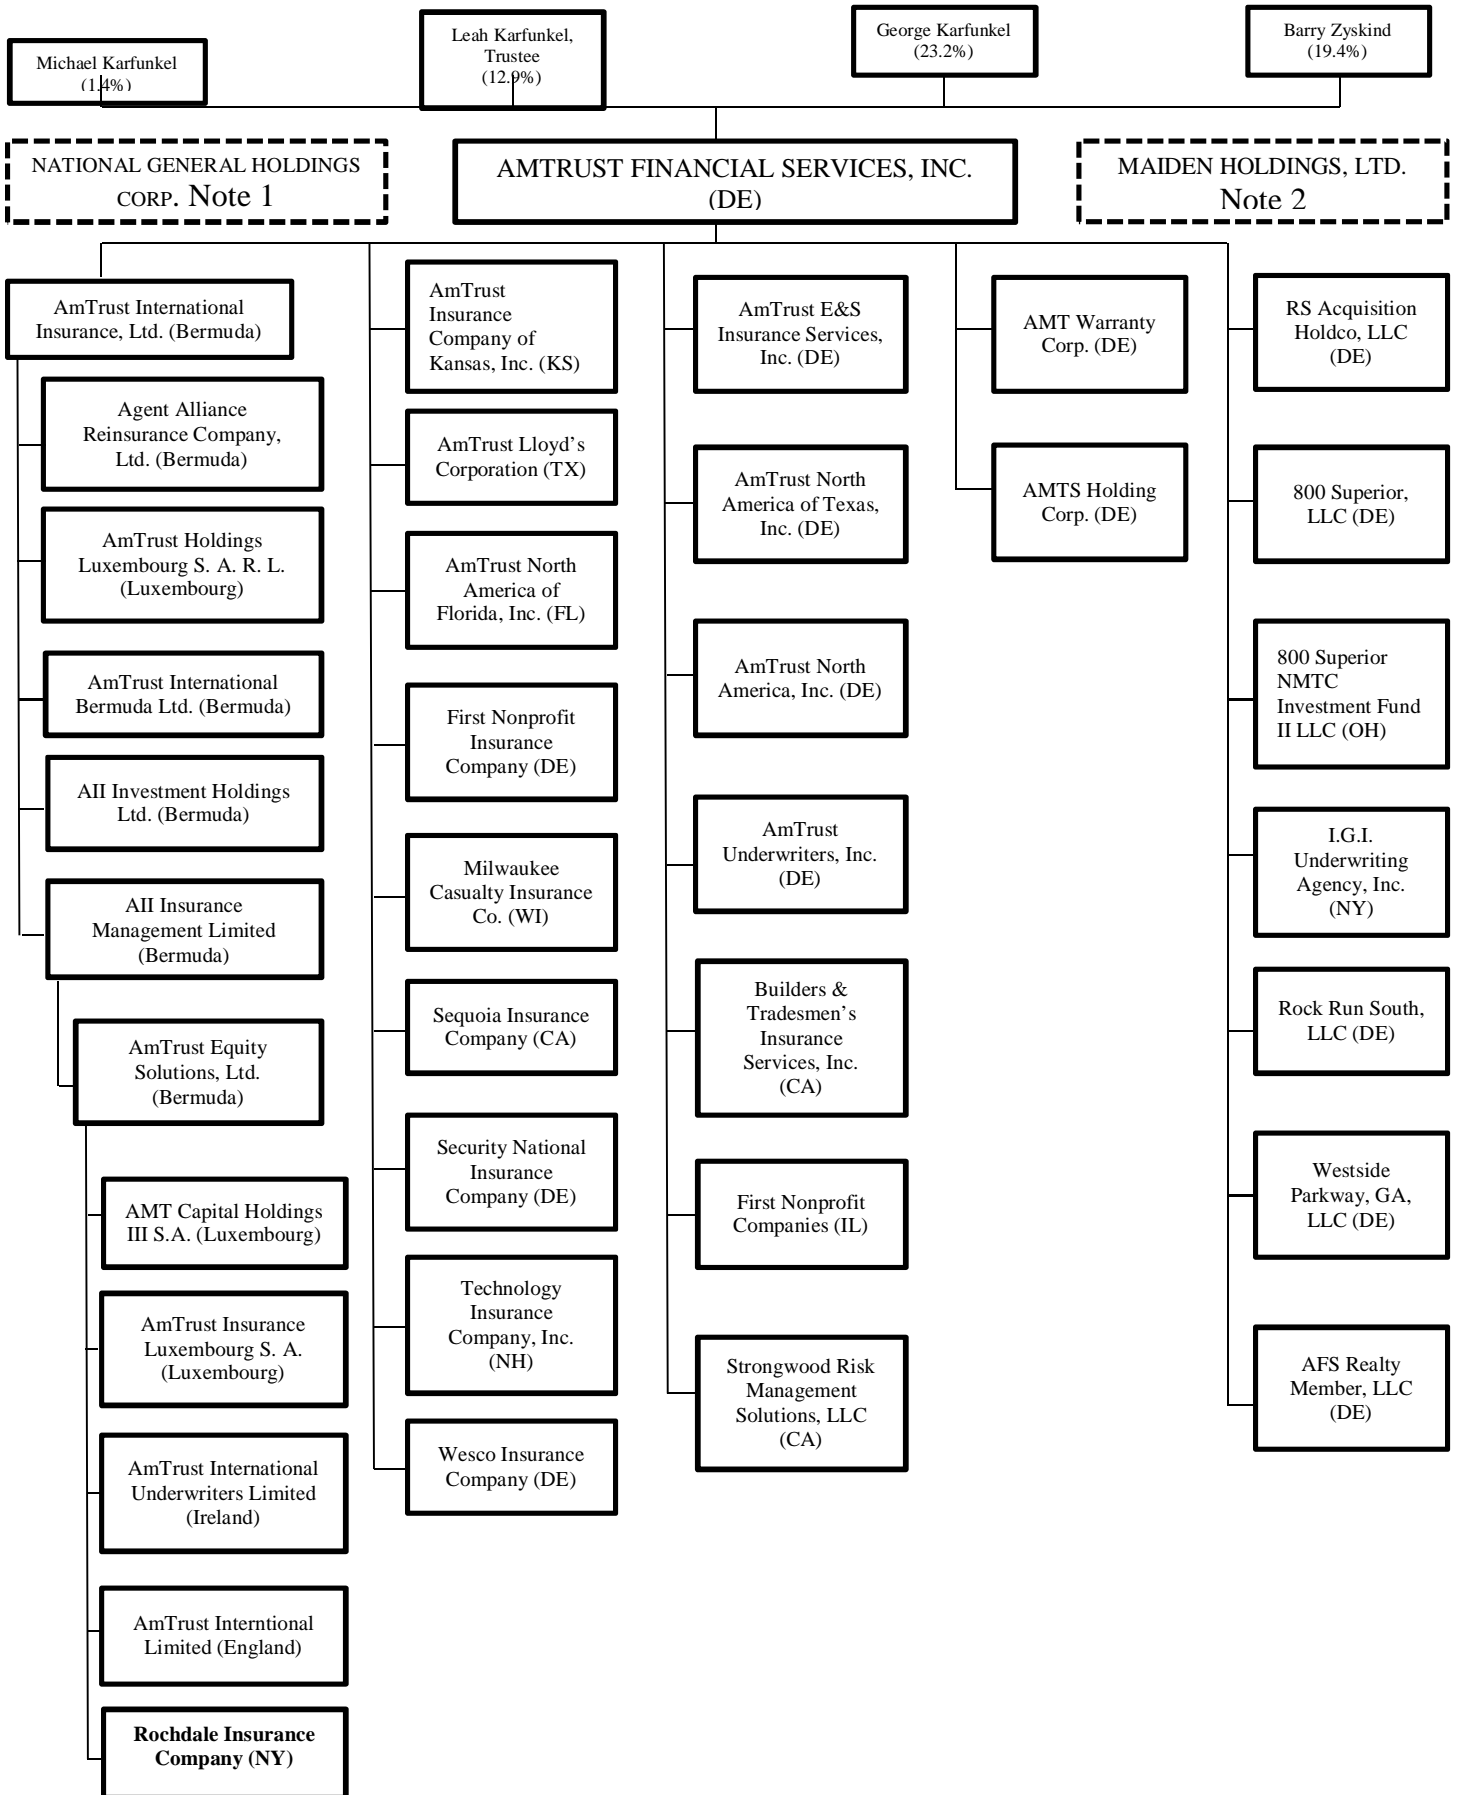 Michael Karfunkel
(1.4%)
Leah Karfunkel,
Trustee
(12.9%)
George Karfunkel
(23.2%)
Barry Zyskind
(19.4%)
NATIONAL GENERAL HOLDINGS
CORP. Note 1
AMTRUST FINANCIAL SERVICES, INC.
(DE)
MAIDEN HOLDINGS, LTD.
Note 2
AmTrust International
Insurance, Ltd. (Bermuda)
Agent Alliance
Reinsurance Company,
Ltd. (Bermuda)
AmTrust Holdings
Luxembourg S. A. R. L.
(Luxembourg)
AmTrust International
Bermuda Ltd. (Bermuda)
AII Investment Holdings
Ltd. (Bermuda)
AII Insurance
Management Limited
(Bermuda)
AmTrust Equity
Solutions, Ltd.
(Bermuda)
AMT Capital Holdings
III S.A. (Luxembourg)
AmTrust Insurance
Luxembourg S. A.
(Luxembourg)
AmTrust International
Underwriters Limited
(Ireland)
AmTrust Interntional
Limited (England)
Rochdale Insurance
Company (NY)
AmTrust
Insurance
Company of
Kansas, Inc. (KS)
AmTrust Lloyd's
Corporation (TX)
AmTrust North
America of
Florida, Inc. (FL)
First Nonprofit
Insurance
Company (DE)
Milwaukee
Casualty Insurance
Co. (WI)
Sequoia Insurance
Company (CA)
Security National
Insurance
Company (DE)
Technology
Insurance
Company, Inc.
(NH)
Wesco Insurance
Company (DE)
AmTrust E&S
Insurance Services,
Inc. (DE)
AmTrust North
America of Texas,
Inc. (DE)
AmTrust North
America, Inc. (DE)
AmTrust
Underwriters, Inc.
(DE)
Builders &
Tradesmen's
Insurance
Services, Inc.
(CA)
First Nonprofit
Companies (IL)
Strongwood Risk
Management
Solutions, LLC
(CA)
AMT Warranty
Corp. (DE)
AMTS Holding
Corp. (DE)
RS Acquisition
Holdco, LLC
(DE)
800 Superior,
LLC (DE)
800 Superior
NMTC
Investment Fund
II LLC (OH)
I.G.I.
Underwriting
Agency, Inc.
(NY)
Rock Run South,
LLC (DE)
Westside
Parkway, GA,
LLC (DE)
AFS Realty
Member, LLC
(DE)